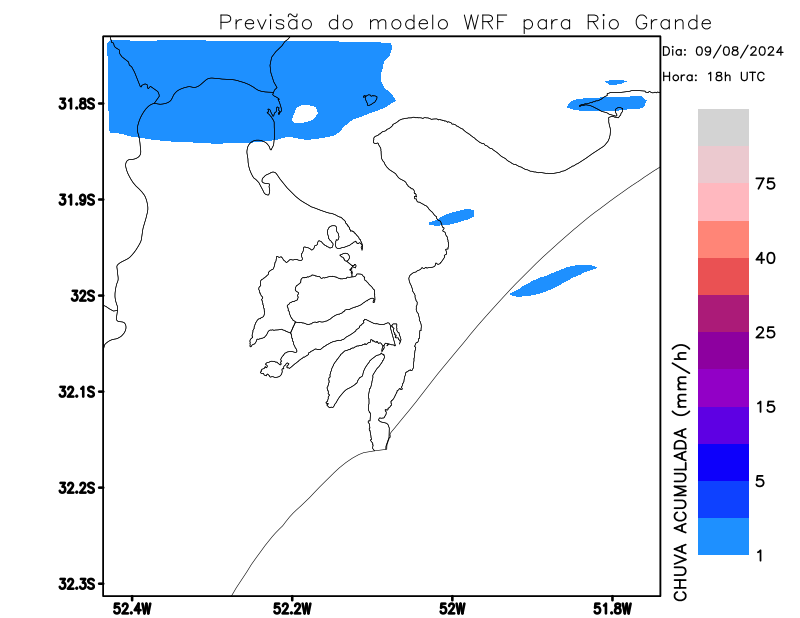 Previsão do modelo WRF para Rio Grande
Dia: 09/08/2024
Hora: 18h UTC
31.8S
31.9S
32S
32.1S
32.2S
32.3S
52.4W
52.2W
52W
51.8W
75
40
25
15
5
1
CHUVA ACUMULADA (mm/h)